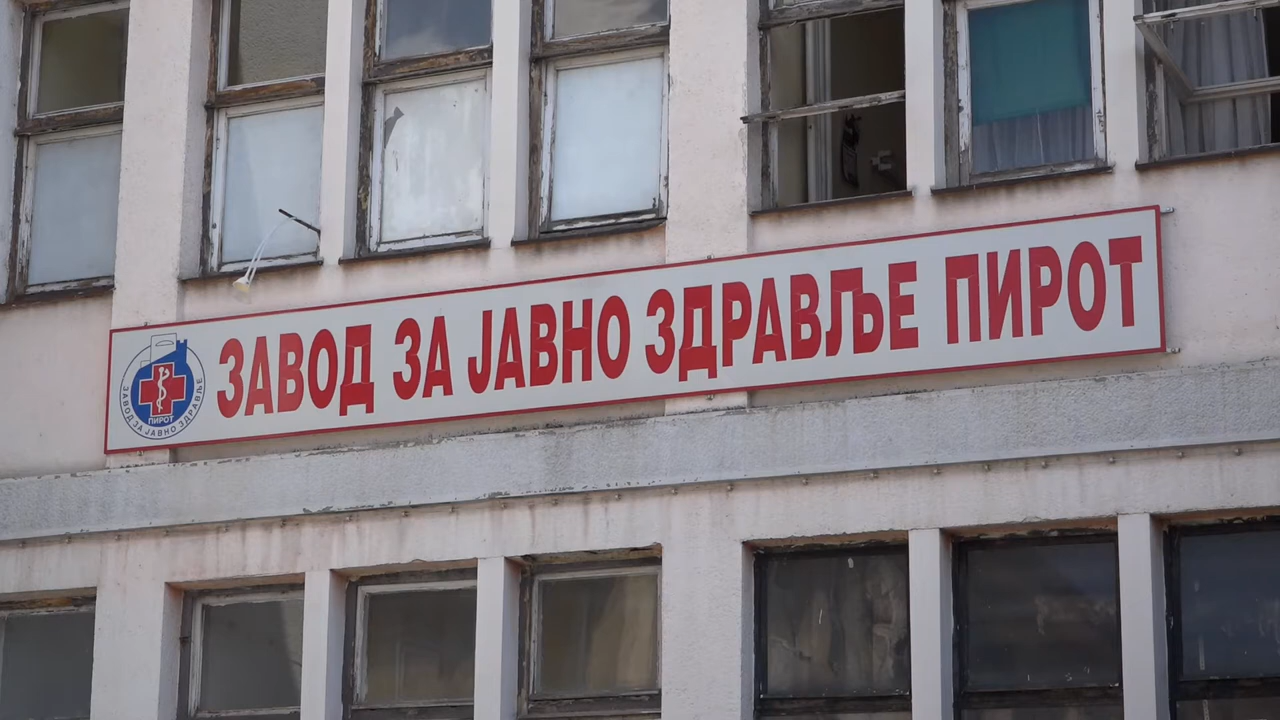 ЗАВОД ЗА ЈАВНО ЗДРАВЉЕ ПИРОТ
ПИРОТ
ЗАВОД ЗА ЈАВНО ЗДРАВЉЕ